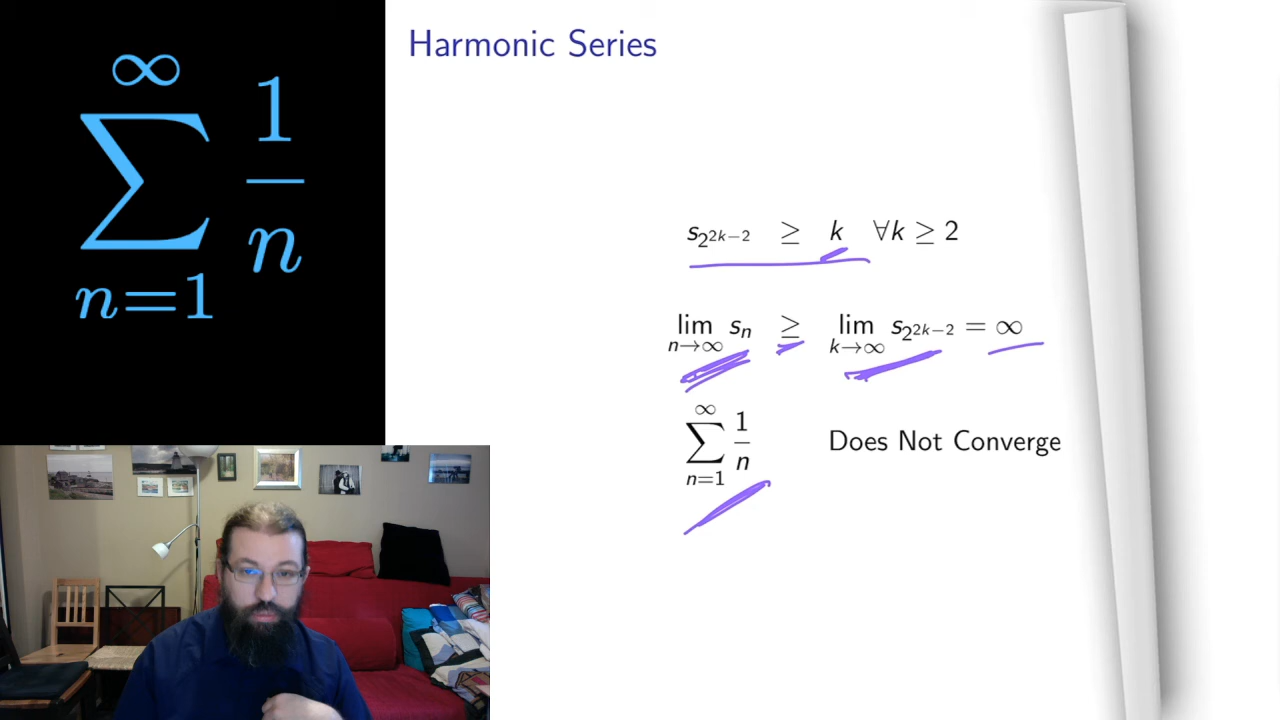 ∞
∑ 1/n
n=1
Harmonic Series
s_{2^{2k−2}} ≥ k ∀k ≥ 2
lim_{n→∞} s_n ≥ lim_{k→∞} s_{2^{2k−2}} = ∞
∑_{n=1}^{∞} 1/n Does Not Converge